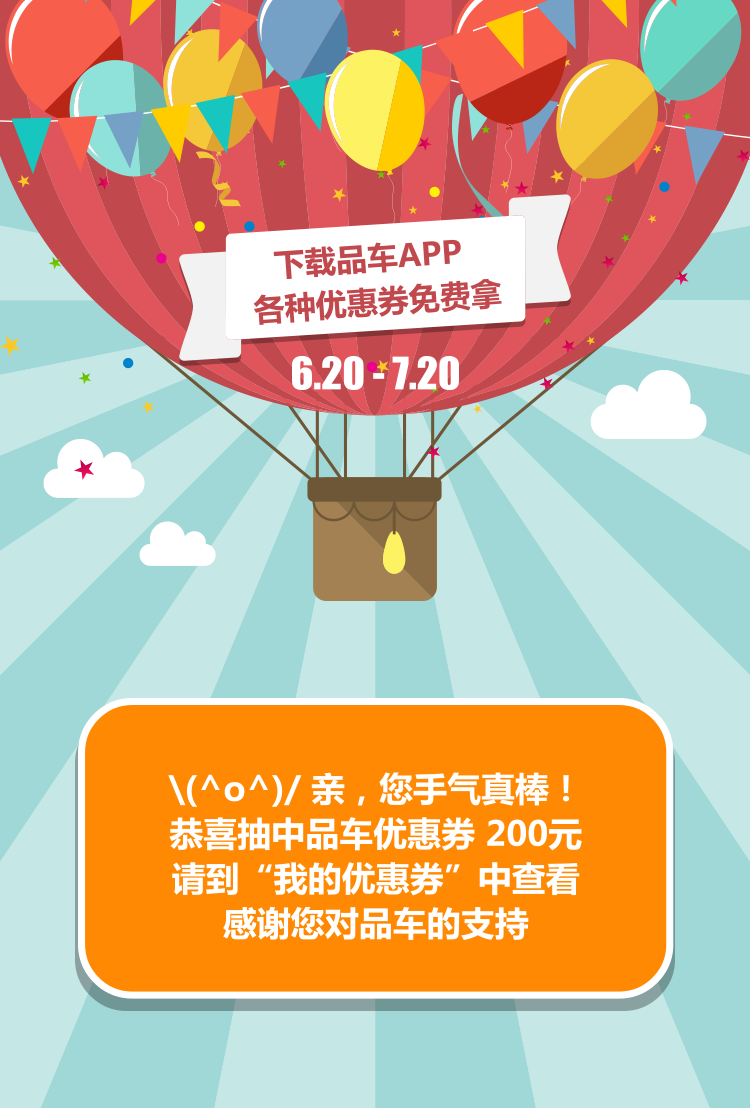 下载品车APP
各种优惠券免费拿
6.20 - 7.20
\(^o^)/ 亲，您手气真棒！
恭喜抽中品车优惠券 200元
请到“我的优惠券”中查看
感谢您对品车的支持